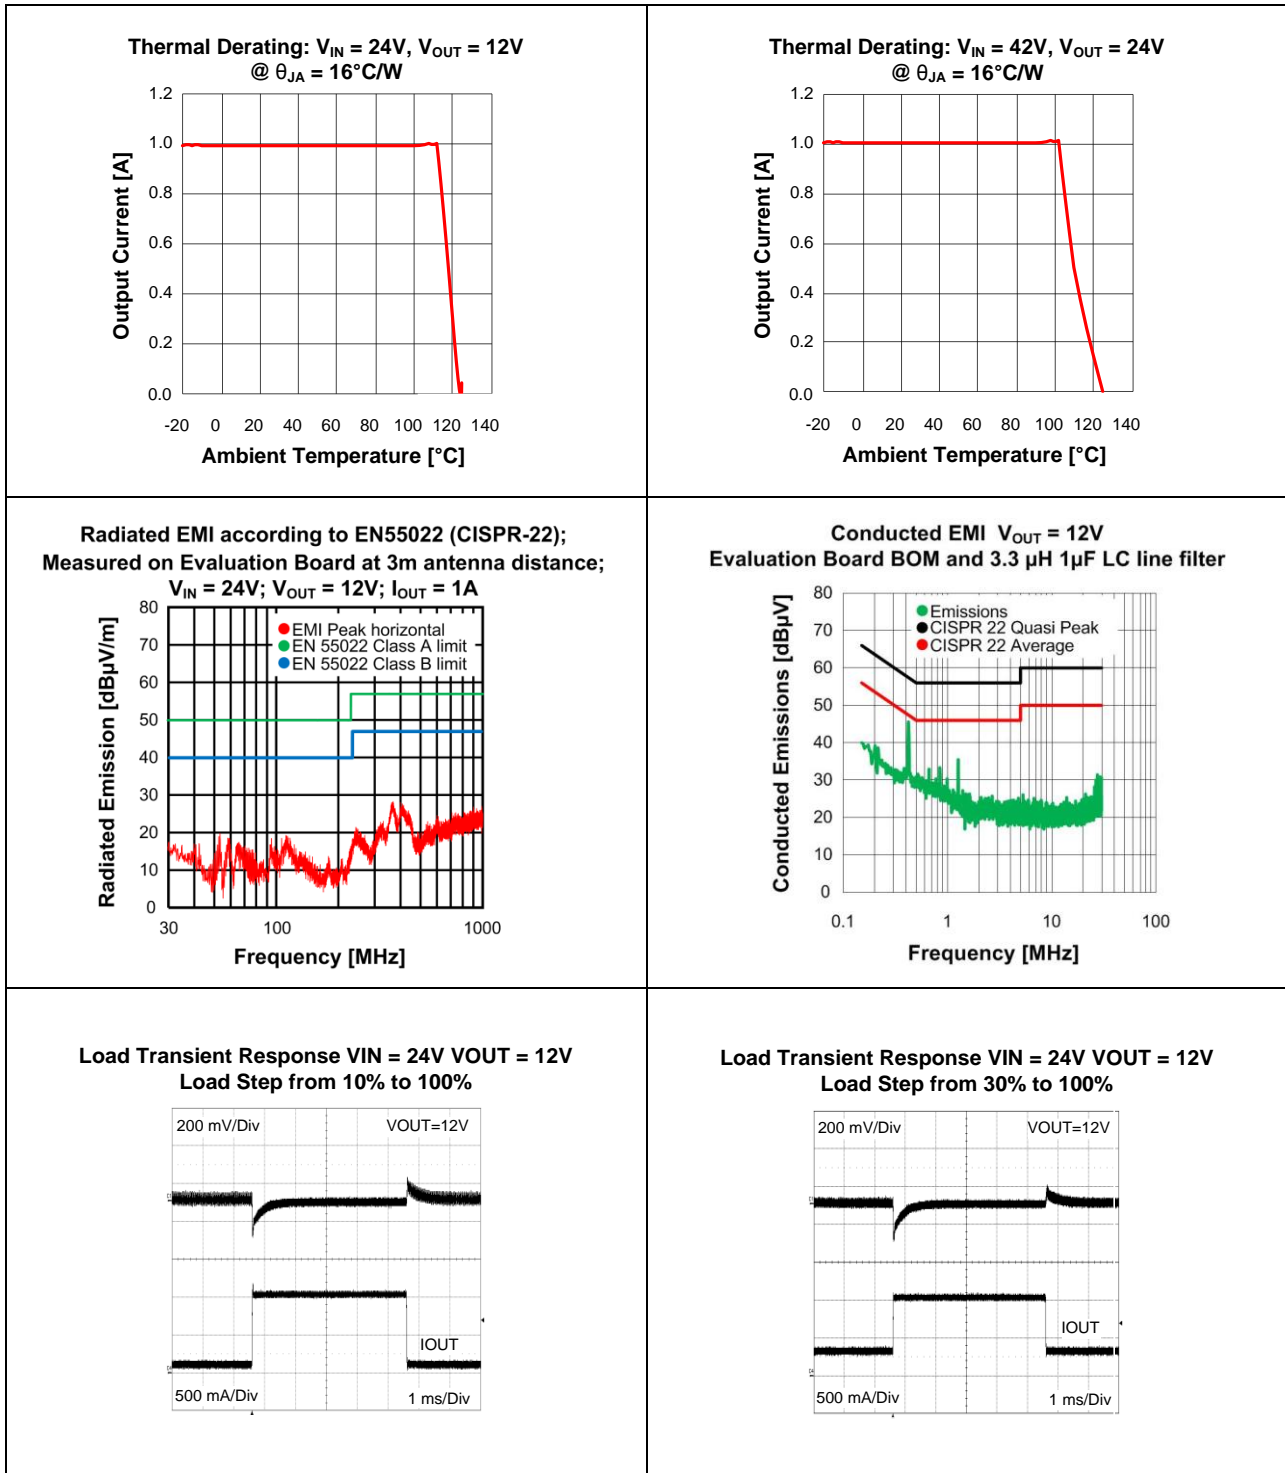 Thermal Derating: VIN = 24V, VOUT = 12V
@ θJA = 16°C/W
1.2
1.0
0.8
0.6
0.4
0.2
0.0
Output Current [A]
-20 0 20 40 60 80 100 120 140
Ambient Temperature [°C]
Thermal Derating: VIN = 42V, VOUT = 24V
@ θJA = 16°C/W
1.2
1.0
0.8
0.6
0.4
0.2
0.0
Output Current [A]
-20 0 20 40 60 80 100 120 140
Ambient Temperature [°C]
Radiated EMI according to EN55022 (CISPR-22);
Measured on Evaluation Board at 3m antenna distance;
VIN = 24V; VOUT = 12V; IOUT = 1A
80
70
60
50
40
30
20
10
0
Radiated Emission [dBµV/m]
EMI Peak horizontal
EN 55022 Class A limit
EN 55022 Class B limit
30 100 1000
Frequency [MHz]
Conducted EMI VOUT = 12V
Evaluation Board BOM and 3.3 µH 1µF LC line filter
80
70
60
50
40
30
20
10
0
Conducted Emissions [dBµV]
Emissions
CISPR 22 Quasi Peak
CISPR 22 Average
0.1 1 10 100
Frequency [MHz]
Load Transient Response VIN = 24V VOUT = 12V
Load Step from 10% to 100%
200 mV/Div VOUT=12V
IOUT
500 mA/Div 1 ms/Div
Load Transient Response VIN = 24V VOUT = 12V
Load Step from 30% to 100%
200 mV/Div VOUT=12V
IOUT
500 mA/Div 1 ms/Div